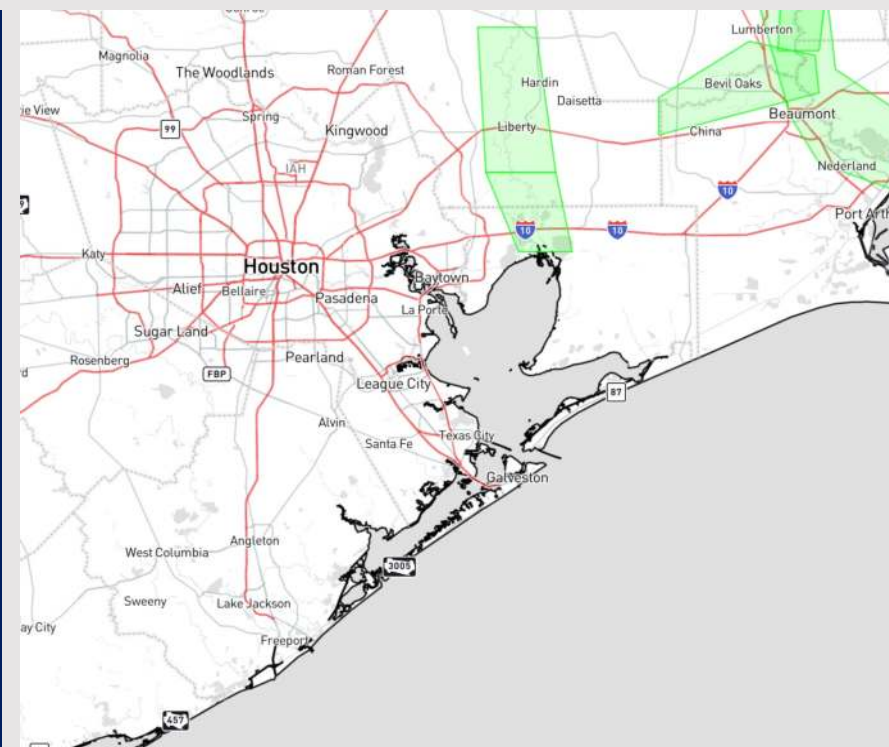 Lumberton
Magnolia
The Woodlands
Roman Forest
Hardin
Bevil Oaks
Daisetta
Spring
Beaumont
99
Kingwood
Liberty
China
IAH
Nederland
10
10
10
Katy
Houston
Baytown
Alief
Bellaire
Pasadena
La Porte
Sugar Land
Pearland
Rosenberg
FBP
League City
87
Alvin
Santa Fe
Texas City
Galveston
Angleton
West Columbia
3005
Sweeny
Lake Jackson
Freeport
457